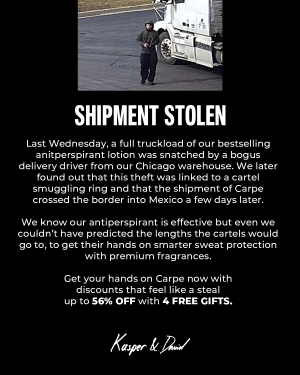 SHIPMENT STOLEN
Last Wednesday, a full truckload of our bestselling
anitperspirant lotion was snatched by a bogus
delivery driver from our Chicago warehouse. We later
found out that this theft was linked to a cartel
smuggling ring and that the shipment of Carpe
crossed the border into Mexico a few days later.
We know our antiperspirant is effective but even we
couldn't have predicted the lengths the cartels would
go to, to get their hands on smarter sweat protection
with premium fragrances.
Get your hands on Carpe now with
discounts that feel like a steal
up to 56% OFF with 4 FREE GIFTS.
Kasper & David